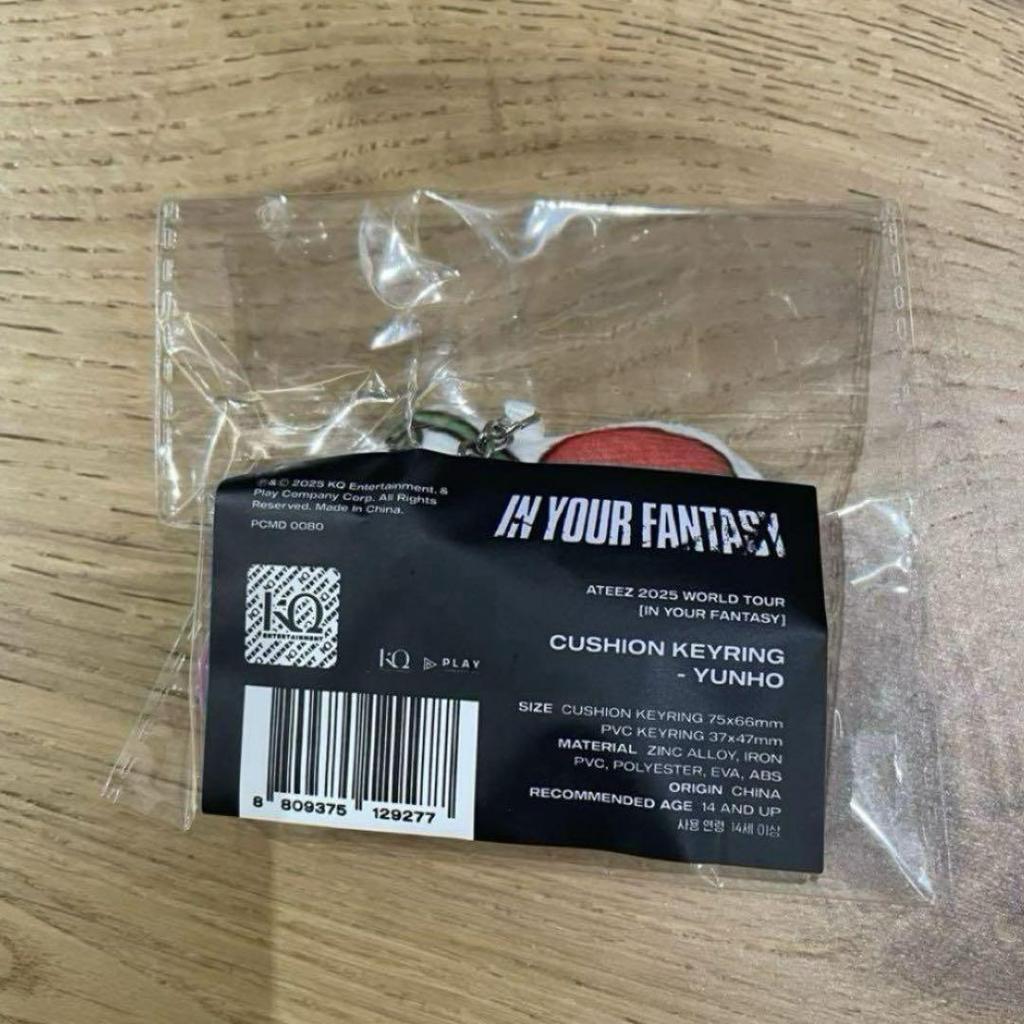 ℗&© 2025 KQ Entertainment, &
Play Company Corp. All Rights
Reserved. Made In China.
PCMD 0080
KQ
ENTERTAINMENT
KQ
PLAY
8 809375 129277
IN YOUR FANTASY
ATEEZ 2025 WORLD TOUR
[IN YOUR FANTASY]
CUSHION KEYRING
- YUNHO
SIZE CUSHION KEYRING 75x66mm
PVC KEYRING 37x47mm
MATERIAL ZINC ALLOY, IRON
PVC, POLYESTER, EVA, ABS
ORIGIN CHINA
RECOMMENDED AGE 14 AND UP
사용 연령 14세 이상